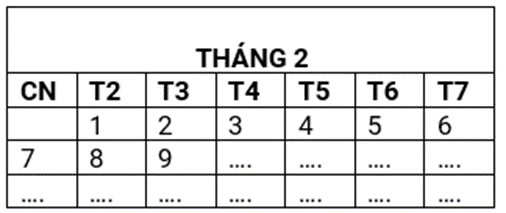 THÁNG 2
CN T2 T3 T4 T5 T6 T7
1 2 3 4 5 6
7 8 9 .... .... .... ....
.... .... .... .... .... .... ....